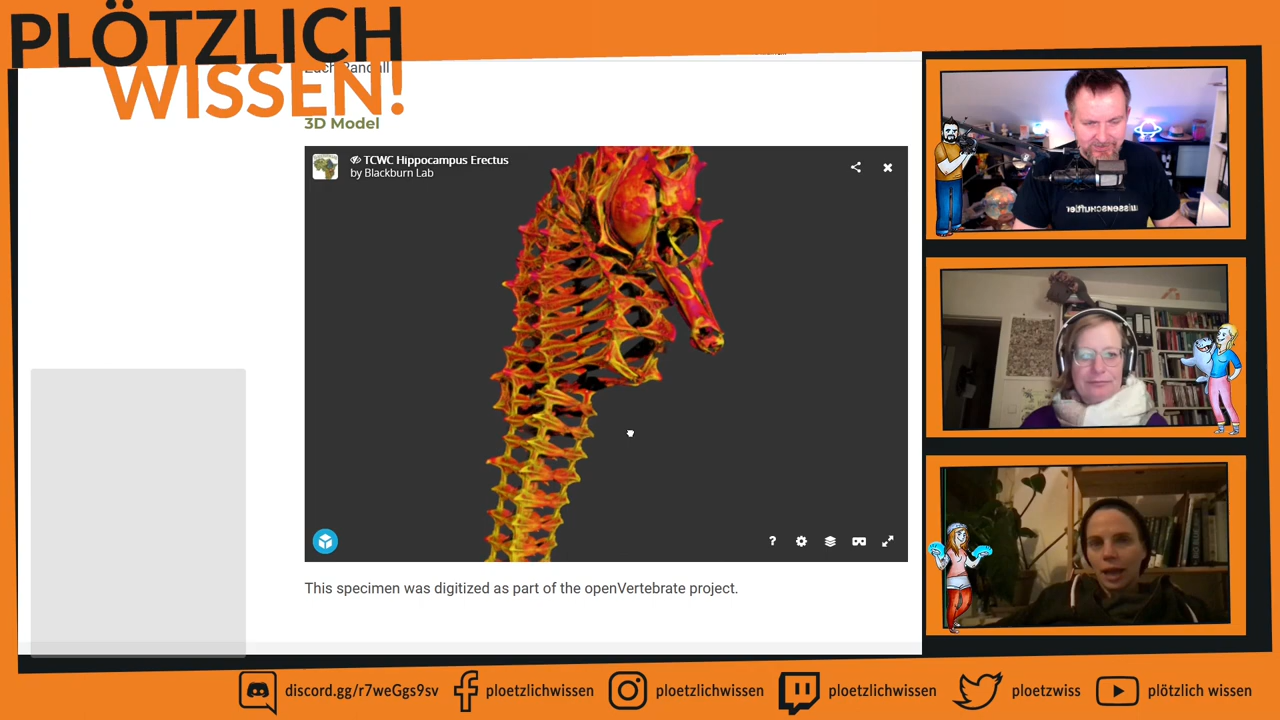 PLÖTZLICH
WISSEN!
3D Model
TCWC Hippocampus Erectus
by Blackburn Lab
?
This specimen was digitized as part of the openVertebrate project.
wissenschaftler
discord.gg/r7weGgs9sv
ploetzlichwissen
ploetzlichwissen
ploetzlichwissen
ploetzwiss
plötzlich wissen